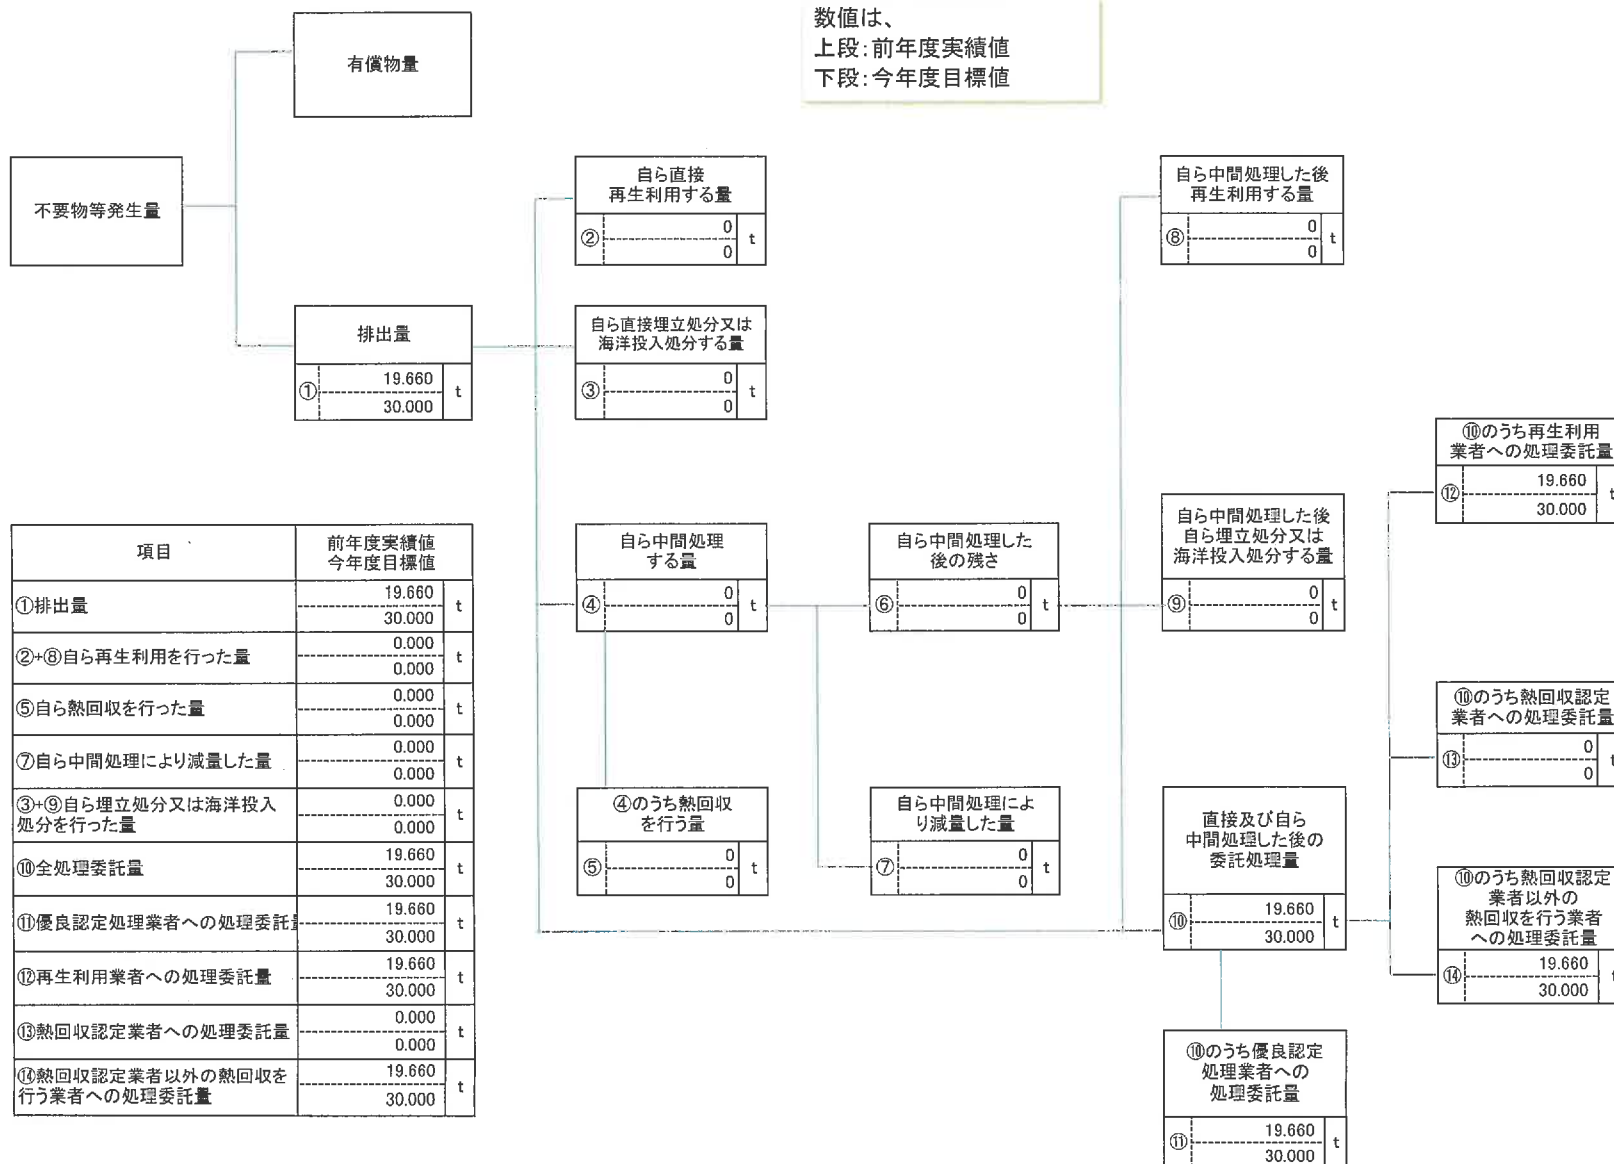 数値は、
上段:前年度実績値
下段:今年度目標値
有償物量
不要物等発生量
排出量
①
19.660
30.000
t
自ら直接
再生利用する量
②
0
0
t
自ら直接埋立処分又は
海洋投入処分する量
③
0
0
t
自ら中間処理
する量
④
0
0
t
④のうち熱回収
を行う量
⑤
0
0
t
自ら中間処理した
後の残さ
⑥
0
0
t
自ら中間処理によ
り減量した量
⑦
0
0
t
自ら中間処理した後
再生利用する量
⑧
0
0
t
自ら中間処理した後
自ら埋立処分又は
海洋投入処分する量
⑨
0
0
t
直接及び自ら
中間処理した後の
委託処理量
⑩
19.660
30.000
t
⑩のうち優良認定
処理業者への
処理委託量
⑪
19.660
30.000
t
⑩のうち再生利用
業者への処理委託量
⑫
19.660
30.000
t
⑩のうち熱回収認定
業者への処理委託量
⑬
0
0
t
⑩のうち熱回収認定
業者以外の
熱回収を行う業者
への処理委託量
⑭
19.660
30.000
t
項目
前年度実績値
今年度目標値
①排出量
19.660
30.000
t
②+⑧自ら再生利用を行った量
0.000
0.000
t
⑤自ら熱回収を行った量
0.000
0.000
t
⑦自ら中間処理により減量した量
0.000
0.000
t
③+⑨自ら埋立処分又は海洋投入
処分を行った量
0.000
0.000
t
⑩全処理委託量
19.660
30.000
t
⑪優良認定処理業者への処理委託量
19.660
30.000
t
⑫再生利用業者への処理委託量
19.660
30.000
t
⑬熱回収認定業者への処理委託量
0.000
0.000
t
⑭熱回収認定業者以外の熱回収を
行う業者への処理委託量
19.660
30.000
t